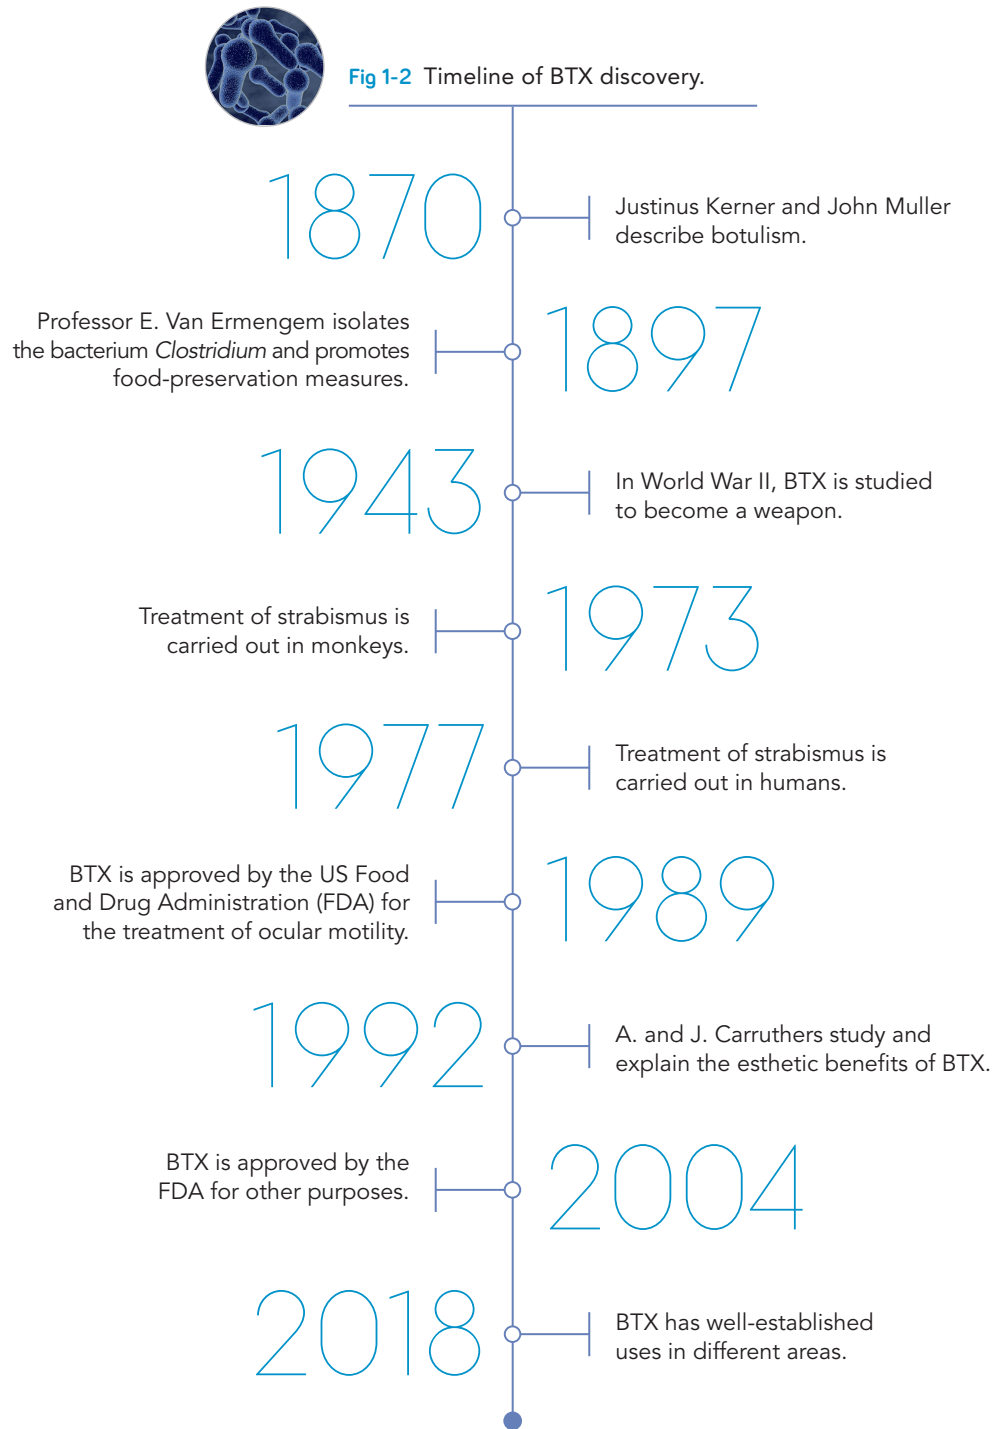 Fig 1-2 Timeline of BTX discovery.
1870
Justinus Kerner and John Muller
describe botulism.
Professor E. Van Ermengem isolates
the bacterium Clostridium and promotes
food-preservation measures.
1897
1943
In World War II, BTX is studied
to become a weapon.
Treatment of strabismus is
carried out in monkeys.
1973
1977
Treatment of strabismus is
carried out in humans.
BTX is approved by the US Food
and Drug Administration (FDA) for
the treatment of ocular motility.
1989
1992
A. and J. Carruthers study and
explain the esthetic benefits of BTX.
BTX is approved by the
FDA for other purposes.
2004
2018
BTX has well-established
uses in different areas.